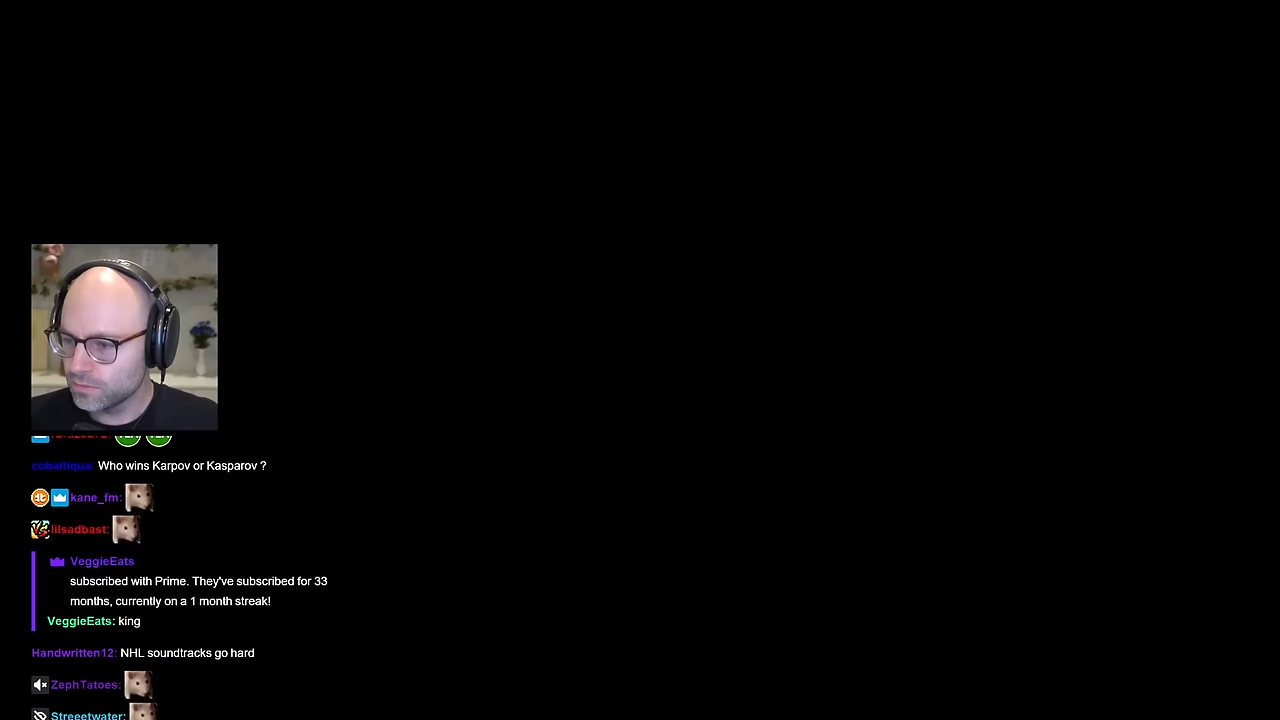 cobaltiqua: Who wins Karpov or Kasparov ?
kane_fm:
lilsadbast:
VeggieEats
subscribed with Prime. They've subscribed for 33
months, currently on a 1 month streak!
VeggieEats: king
Handwritten12: NHL soundtracks go hard
ZephTatoes:
Streeetwater: